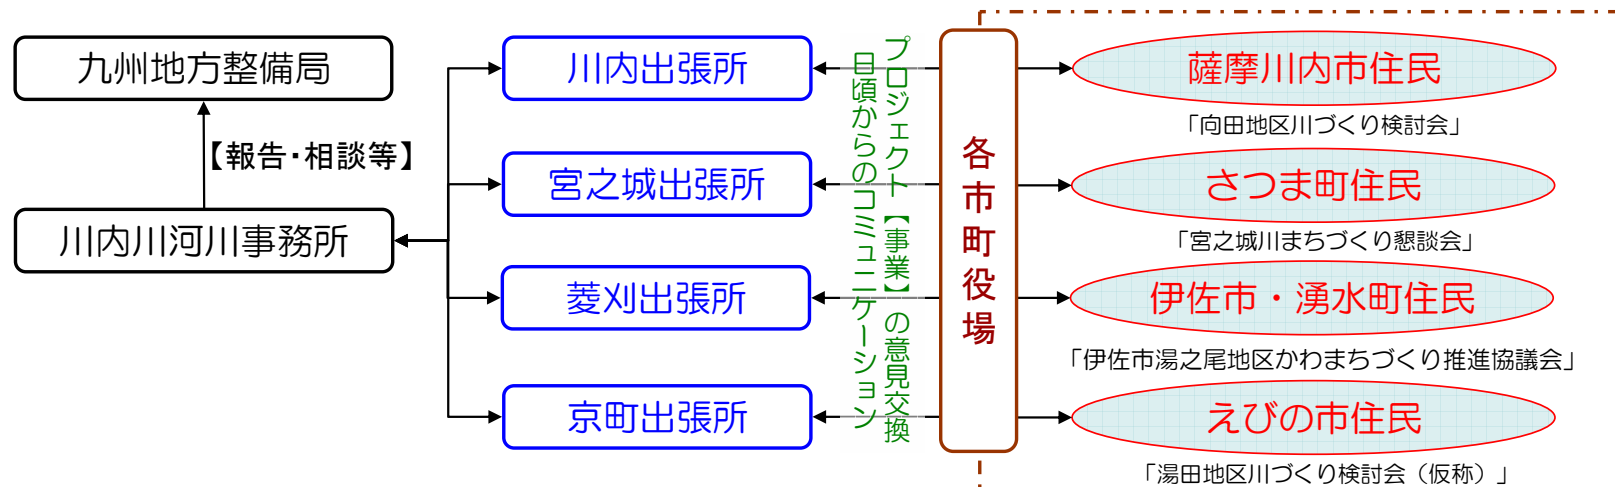 九州地方整備局
【報告・相談等】
川内川河川事務所
川内出張所
宮之城出張所
菱刈出張所
京町出張所
プロジェクト【事業】の意見交換
日頃からのコミュニケーション
各市町役場
薩摩川内市住民
「向田地区川づくり検討会」
さつま町住民
「宮之城川まちづくり懇談会」
伊佐市・湧水町住民
「伊佐市湯之尾地区かわまちづくり推進協議会」
えびの市住民
「湯田地区川づくり検討会（仮称）」